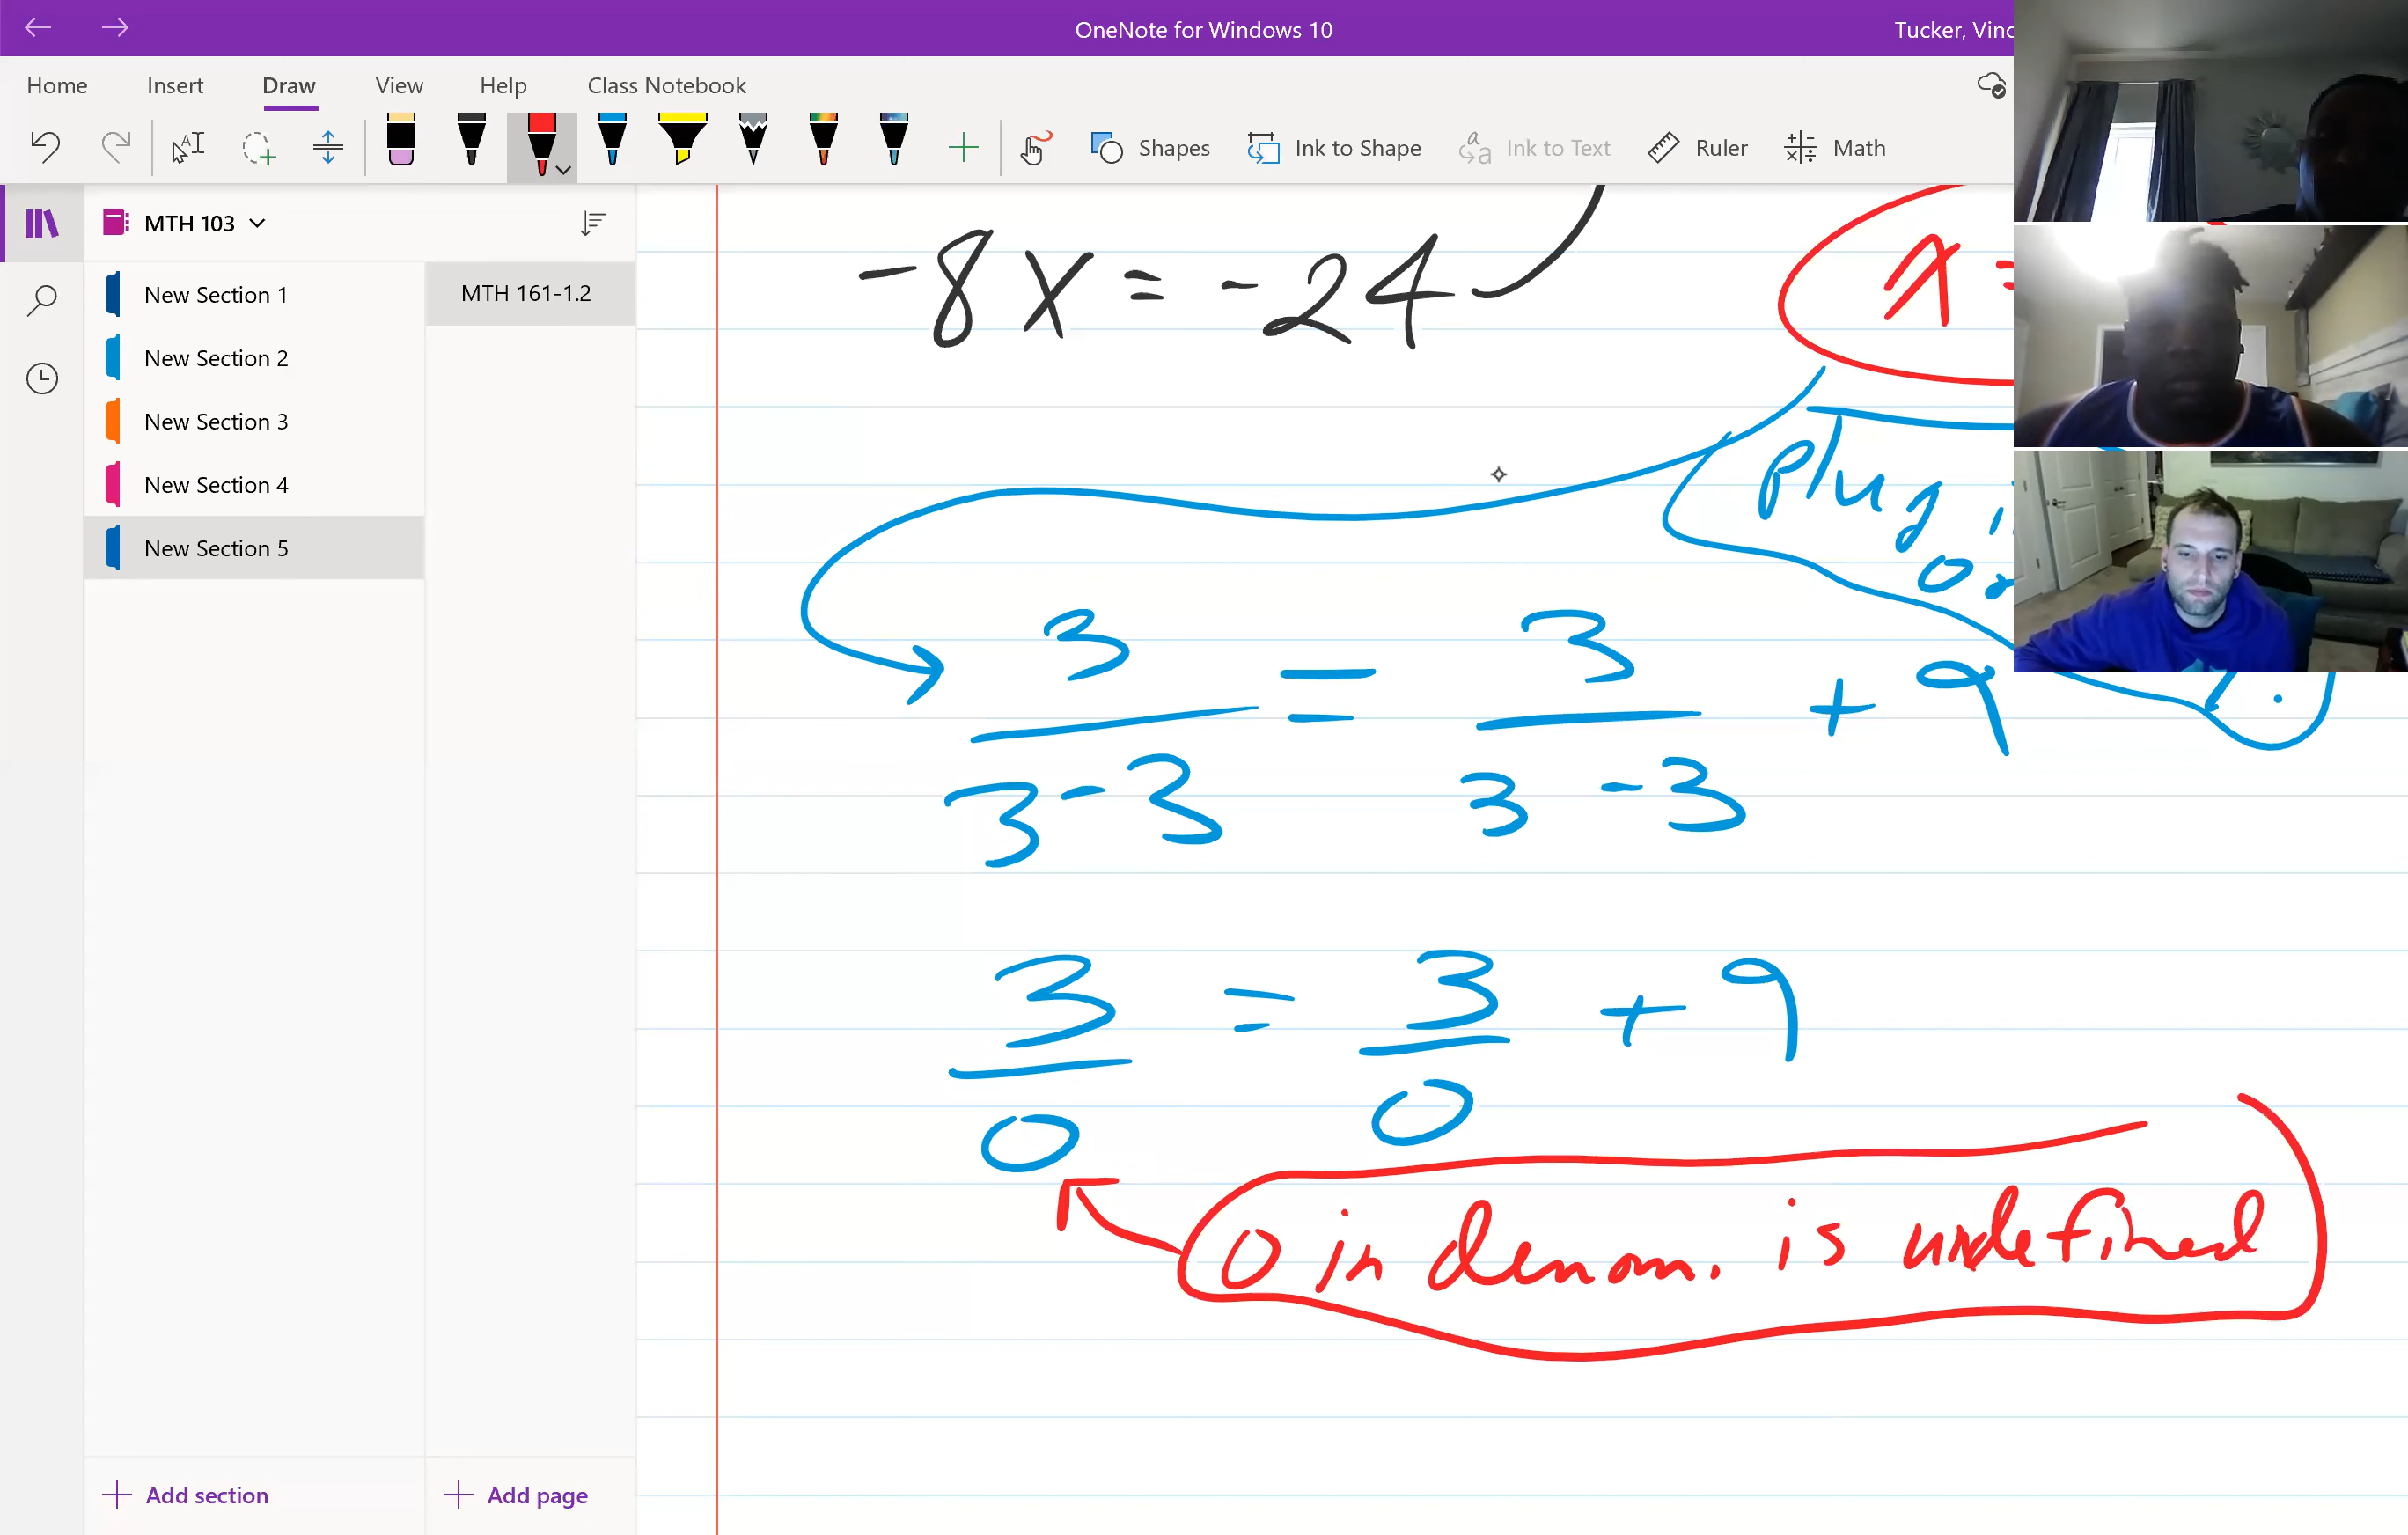 OneNote for Windows 10
Tucker, Vinc
Home Insert Draw View Help Class Notebook
Shapes Ink to Shape Ink to Text Ruler Math
MTH 103
New Section 1
New Section 2
New Section 3
New Section 4
New Section 5
MTH 161-1.2
Add section
Add page
-8x = -24
x =
plug
3 / 3-3 = 3 / 3-3 + 9
3 / 0 = 3 / 0 + 9
0 in denom. is undefined